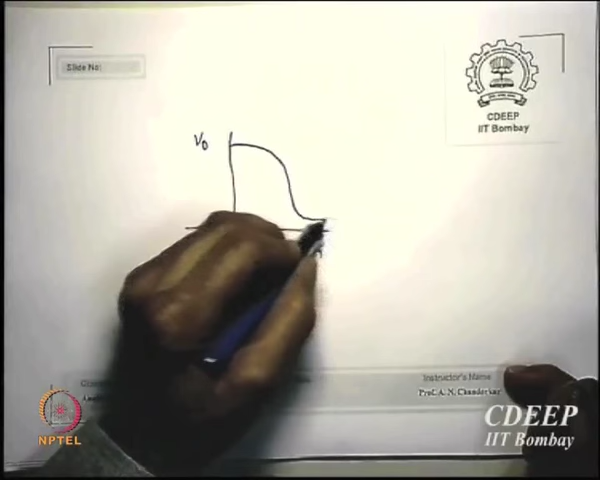 Slide No:
CDEEP
IIT Bombay
V₀
Instructor's Name
Prof. A. N. Chandorkar
NPTEL
CDEEP
IIT Bombay